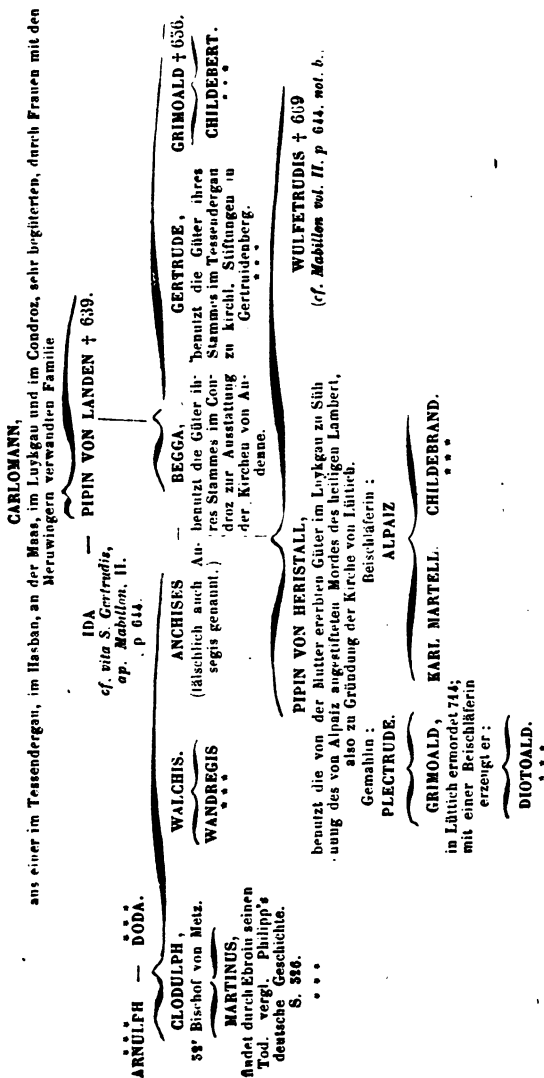 CARLOMANN,
aus einer im Tessendergau, im Hasban, an der Maas, im Luykgau und im Condroz, sehr begüterten, durch Frauen mit den
Meruwingern verwandten Familie
IDA — PIPIN VON LANDEN † 639.
cf. vita S. Gertrudis,
ap. Mabillon. II.
p 644.
* * * * * *
ARNULPH — DODA.
CLODULPH,
32' Bischof von Metz.
MARTINUS,
findet durch Ebroin seinen
Tod. vergl. Philipp's
deutsche Geschichte.
S. 326.
* * *
WALCHIS.
WANDREGIS
* * *
ANCHISES —
(fälschlich auch An-
segis genannt.)
BEGGA,
benutzt die Güter ih-
res Stammes im Con-
droz zur Ausstattung
der Kirchen von An-
denne.
GERTRUDE,
benutzt die Güter ihres
Stammes im Tessendergau
zu kirchl. Stiftungen in
Gertruidenberg.
* * *
GRIMOALD † 656.
CHILDEBERT.
* * *
PIPIN VON HERISTALL,
benutzt die von der Mutter ererbten Güter im Luykgau zu Süh
nung des von Alpaiz angestifteten Mordes des heiligen Lambert,
also zu Gründung der Kirche von Lüttich.
WULFETRUDIS † 669
(cf. Mabillon vol. II. p 644. not. b..
Gemahlin:
PLECTRUDE.
Beischläferin:
ALPAIZ
GRIMOALD,
in Lüttich ermordet 714;
mit einer Beischläferin
erzeugt er:
DIOTOALD.
* * *
KARL MARTELL.
CHILDEBRAND.
* * *